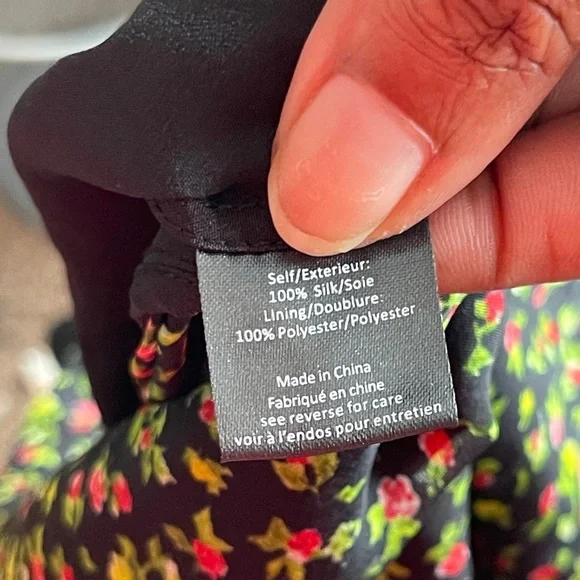 Self/Exterieur:
100% Silk/Soie
Lining/Doublure:
100% Polyester/Polyester
Made in China
Fabriqué en chine
see reverse for care
voir à l'endos pour entretien